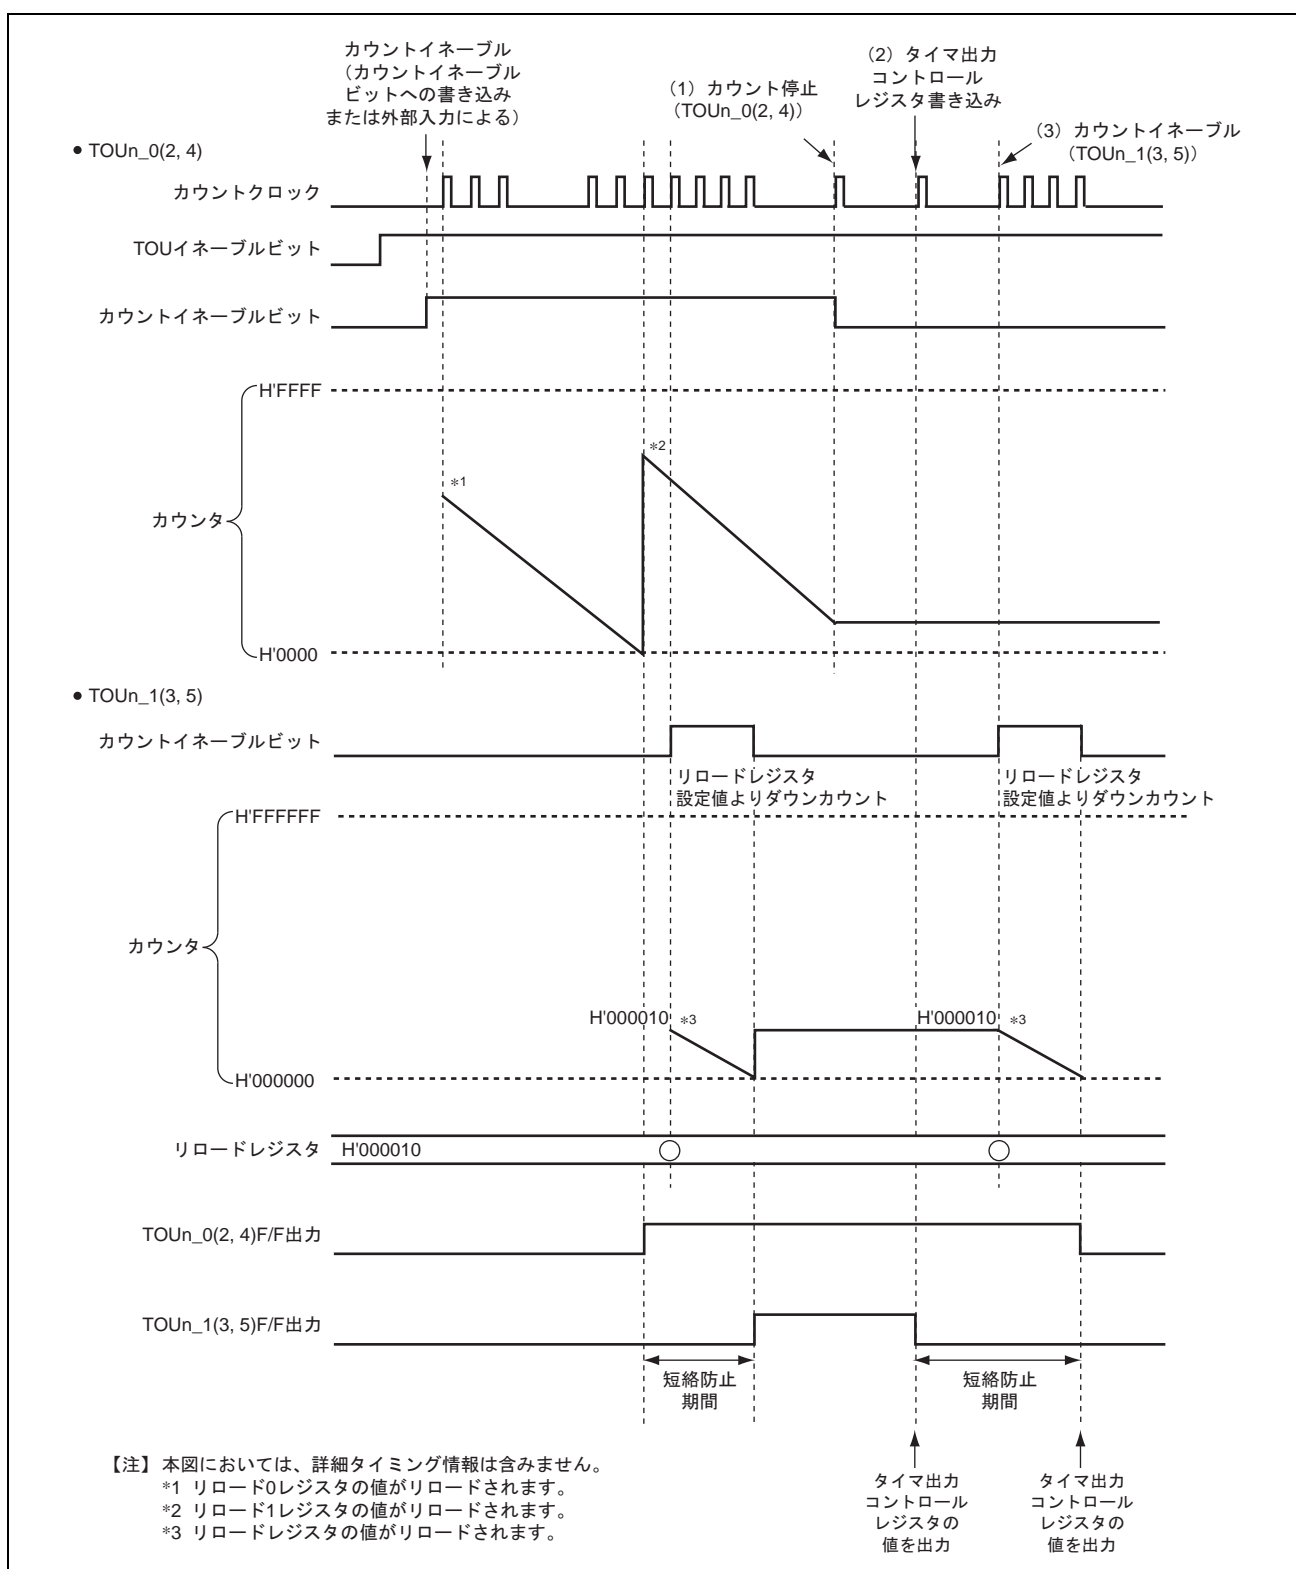 カウントイネーブル
（カウントイネーブル
ビットへの書き込み
または外部入力による）
（1）カウント停止
（TOUn_0(2, 4)）
（2）タイマ出力
コントロール
レジスタ書き込み
（3）カウントイネーブル
（TOUn_1(3, 5)）
● TOUn_0(2, 4)
カウントクロック
TOUイネーブルビット
カウントイネーブルビット
H'FFFF
*1
*2
カウンタ
H'0000
● TOUn_1(3, 5)
カウントイネーブルビット
リロードレジスタ
設定値よりダウンカウント
リロードレジスタ
設定値よりダウンカウント
H'FFFFFF
カウンタ
H'000010 *3
H'000010 *3
H'000000
リロードレジスタ H'000010
TOUn_0(2, 4)F/F出力
TOUn_1(3, 5)F/F出力
短絡防止
期間
短絡防止
期間
タイマ出力
コントロール
レジスタの
値を出力
タイマ出力
コントロール
レジスタの
値を出力
【注】 本図においては、詳細タイミング情報は含みません。
*1 リロード0レジスタの値がリロードされます。
*2 リロード1レジスタの値がリロードされます。
*3 リロードレジスタの値がリロードされます。